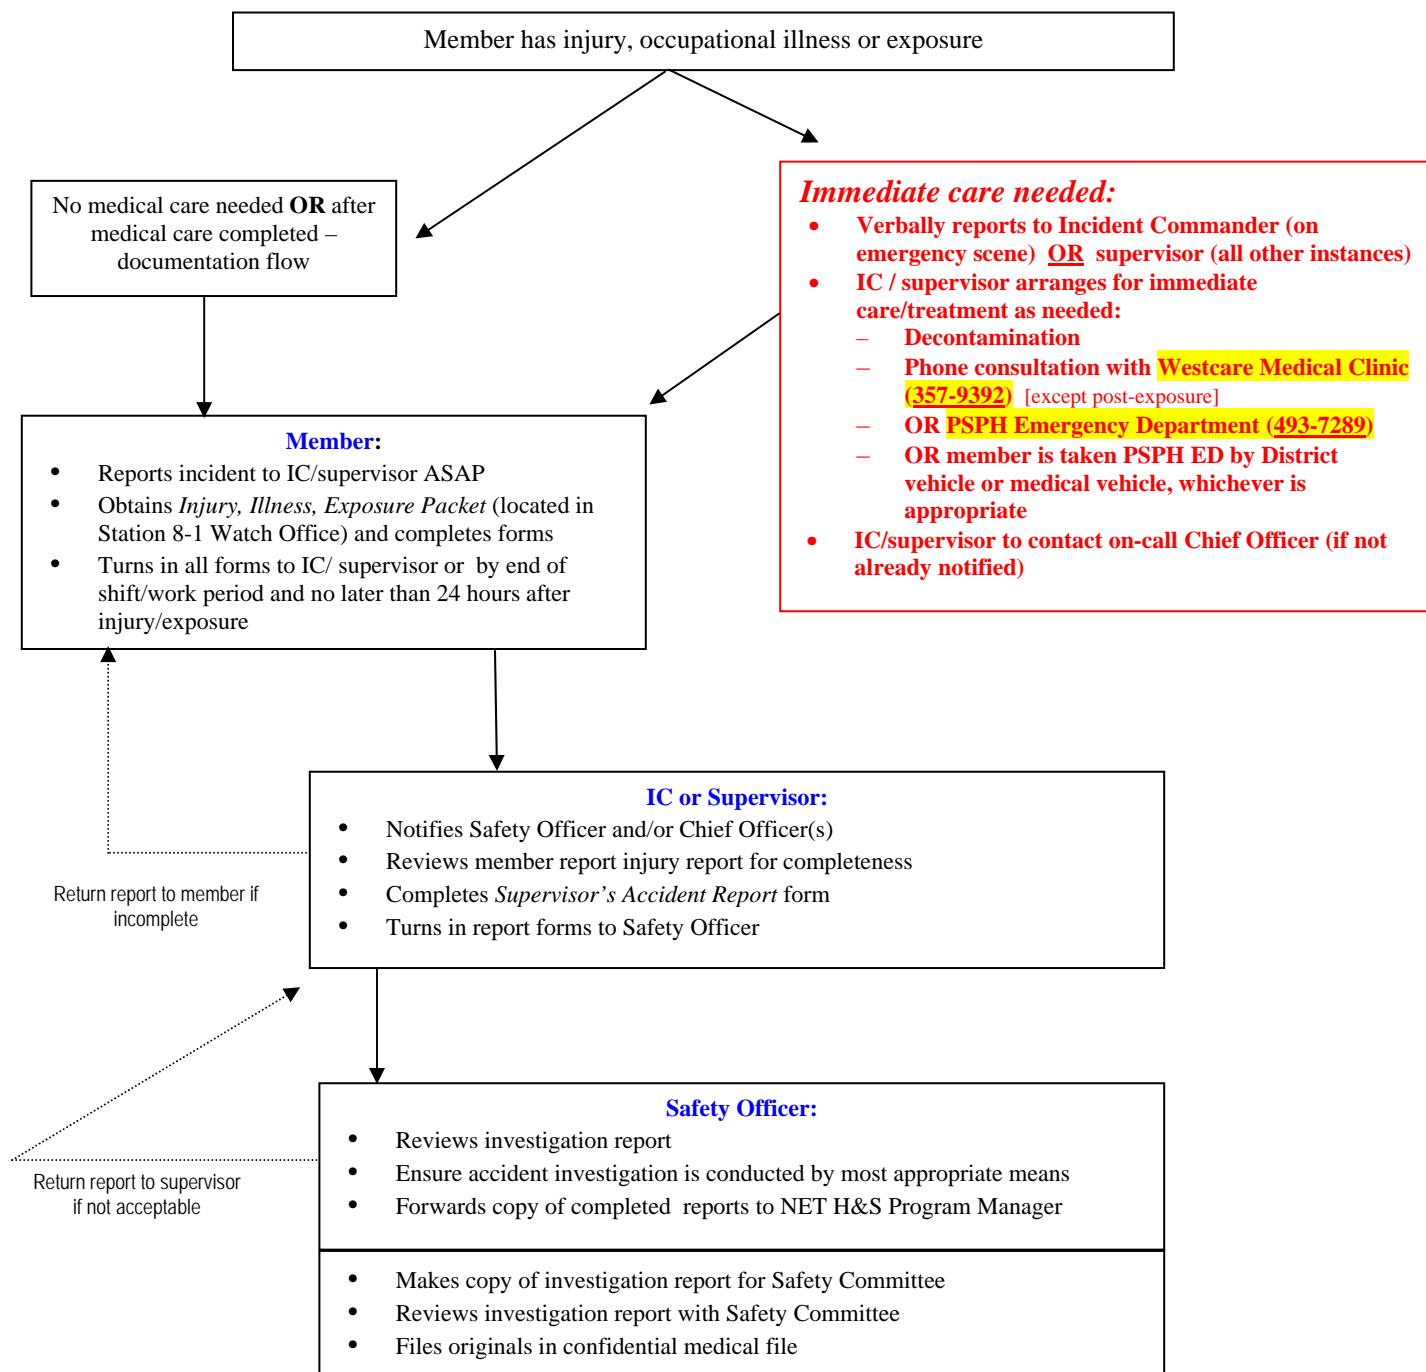 Member has injury, occupational illness or exposure
No medical care needed OR after
medical care completed –
documentation flow
Immediate care needed:
• Verbally reports to Incident Commander (on
emergency scene) OR supervisor (all other instances)
• IC / supervisor arranges for immediate
care/treatment as needed:
– Decontamination
– Phone consultation with Westcare Medical Clinic
(357-9392) [except post-exposure]
– OR PSPH Emergency Department (493-7289)
– OR member is taken PSPH ED by District
vehicle or medical vehicle, whichever is
appropriate
• IC/supervisor to contact on-call Chief Officer (if not
already notified)
Member:
• Reports incident to IC/supervisor ASAP
• Obtains Injury, Illness, Exposure Packet (located in
Station 8-1 Watch Office) and completes forms
• Turns in all forms to IC/ supervisor or by end of
shift/work period and no later than 24 hours after
injury/exposure
IC or Supervisor:
• Notifies Safety Officer and/or Chief Officer(s)
• Reviews member report injury report for completeness
• Completes Supervisor’s Accident Report form
• Turns in report forms to Safety Officer
Return report to member if
incomplete
Safety Officer:
• Reviews investigation report
• Ensure accident investigation is conducted by most appropriate means
• Forwards copy of completed reports to NET H&S Program Manager
Return report to supervisor
if not acceptable
• Makes copy of investigation report for Safety Committee
• Reviews investigation report with Safety Committee
• Files originals in confidential medical file